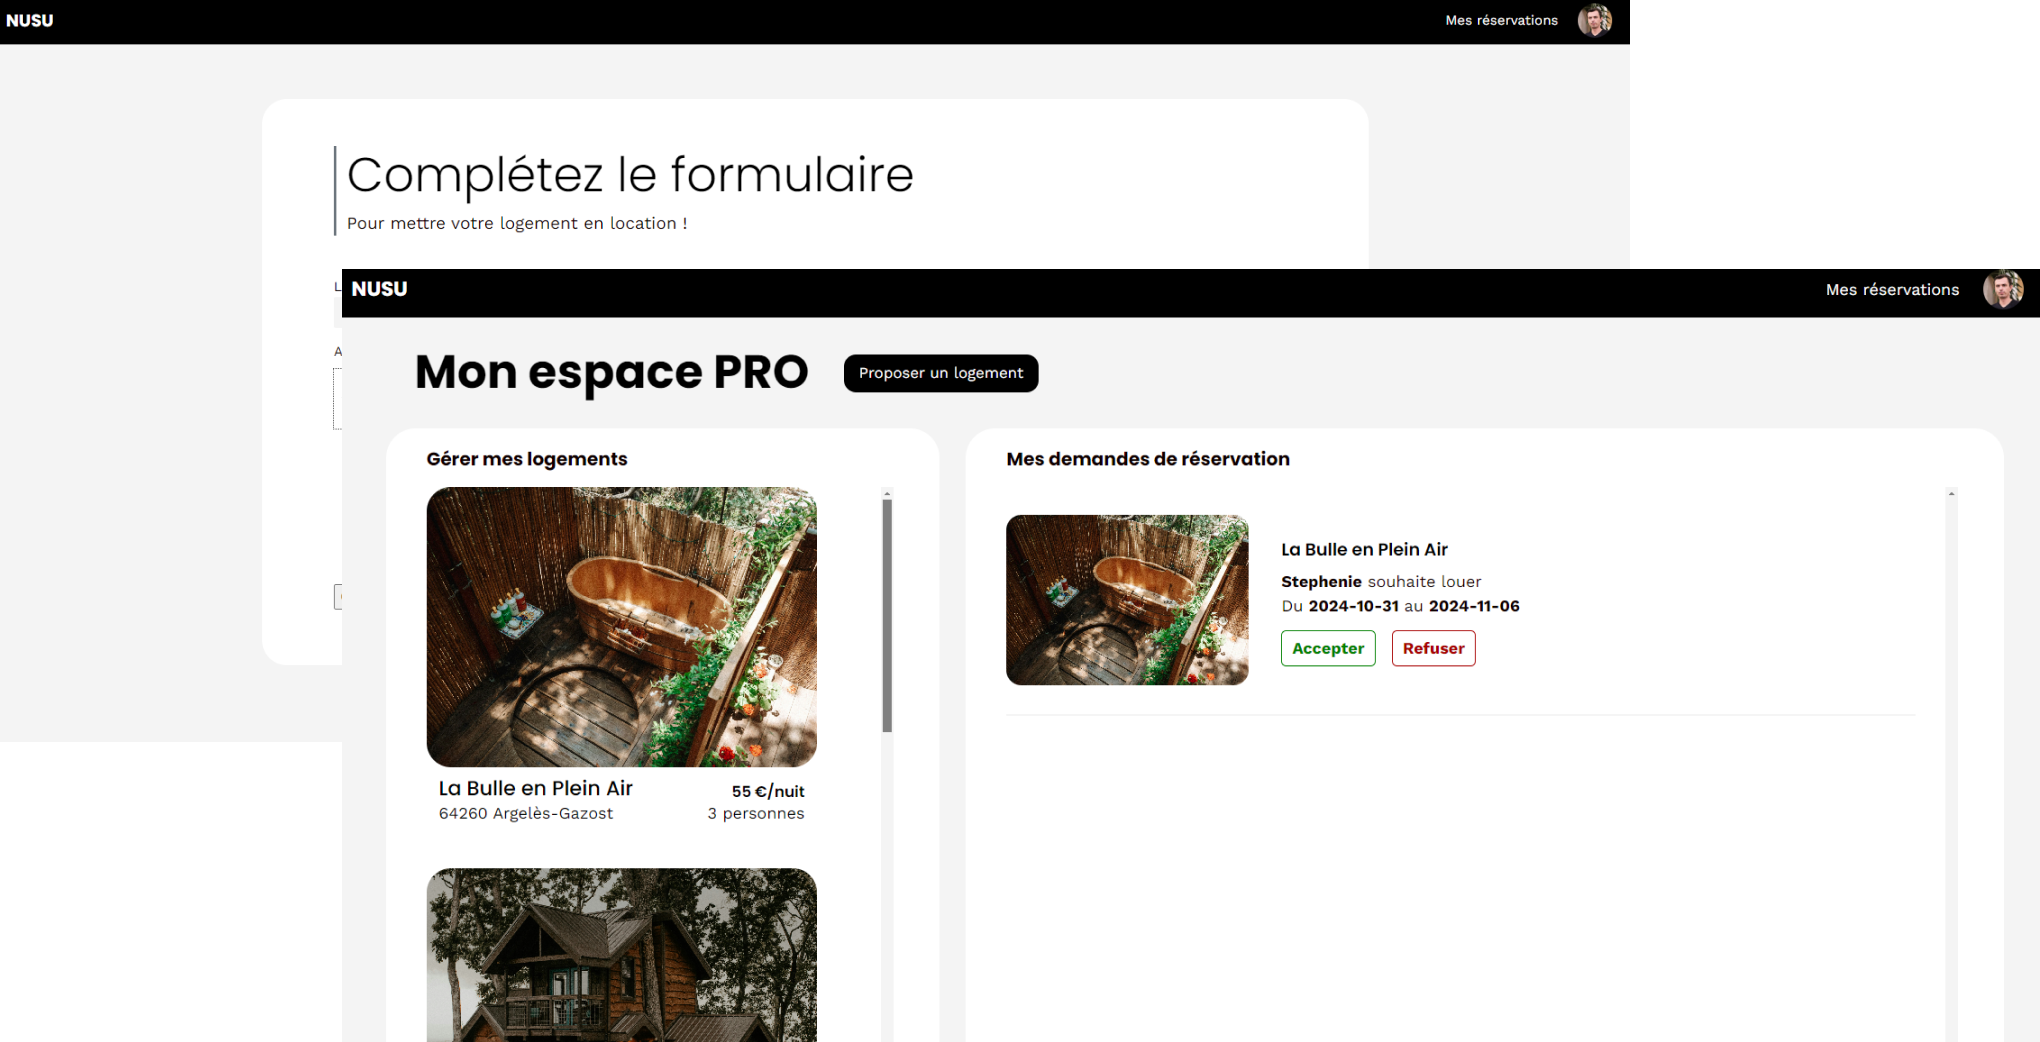 NUSU
Mes réservations
Complétez le formulaire
Pour mettre votre logement en location !
L
A
NUSU
Mes réservations
Mon espace PRO
Proposer un logement
Gérer mes logements
La Bulle en Plein Air
55 €/nuit
64260 Argelès-Gazost
3 personnes
Mes demandes de réservation
La Bulle en Plein Air
Stephenie souhaite louer
Du 2024-10-31 au 2024-11-06
Accepter
Refuser